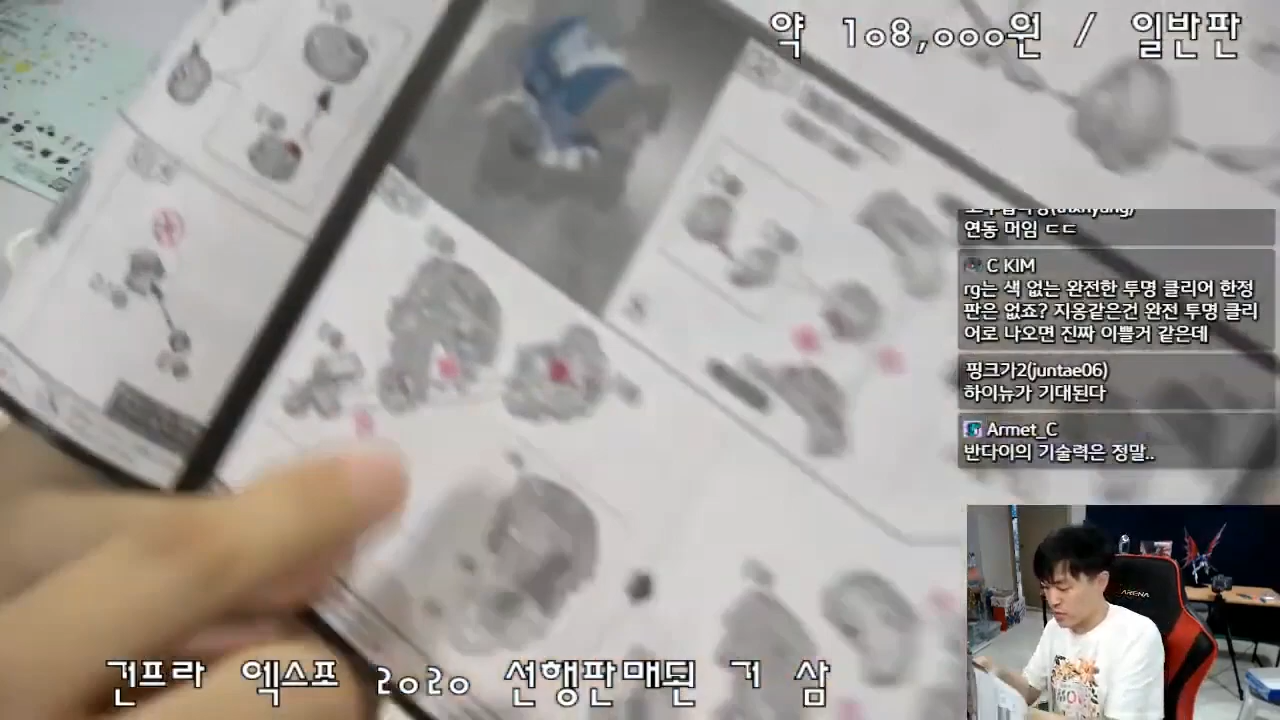 약 108,000원 / 일반판
연동 머임 ㄷㄷ
C KIM
rg는 색 없는 완전한 투명 클리어 한정
판은 없죠? 지옹같은건 완전 투명 클리
어로 나오면 진짜 이쁠거 같은데
핑크가2(juntae06)
하이뉴가 기대된다
Armet_C
반다이의 기술력은 정말..
ARENA
건프라 엑스포 2020 선행판매된 거 삼